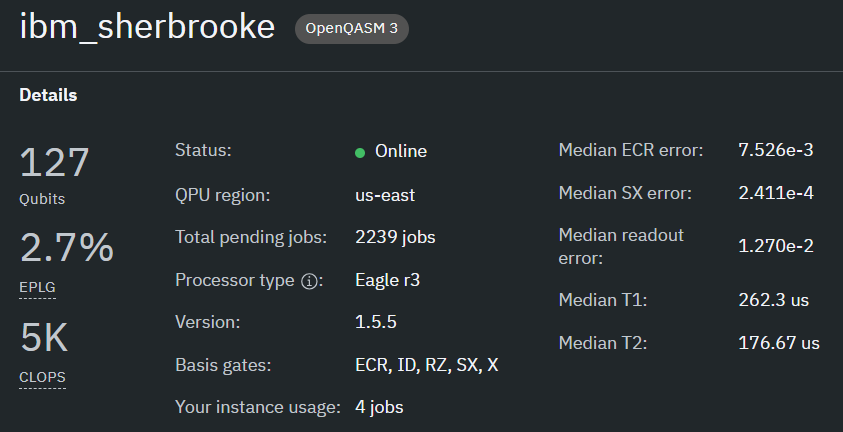 ibm_sherbrooke OpenQASM 3
Details
127
Qubits
2.7%
EPLG
5K
CLOPS
Status: Online
QPU region: us-east
Total pending jobs: 2239 jobs
Processor type : Eagle r3
Version: 1.5.5
Basis gates: ECR, ID, RZ, SX, X
Your instance usage: 4 jobs
Median ECR error: 7.526e-3
Median SX error: 2.411e-4
Median readout
error: 1.270e-2
Median T1: 262.3 us
Median T2: 176.67 us